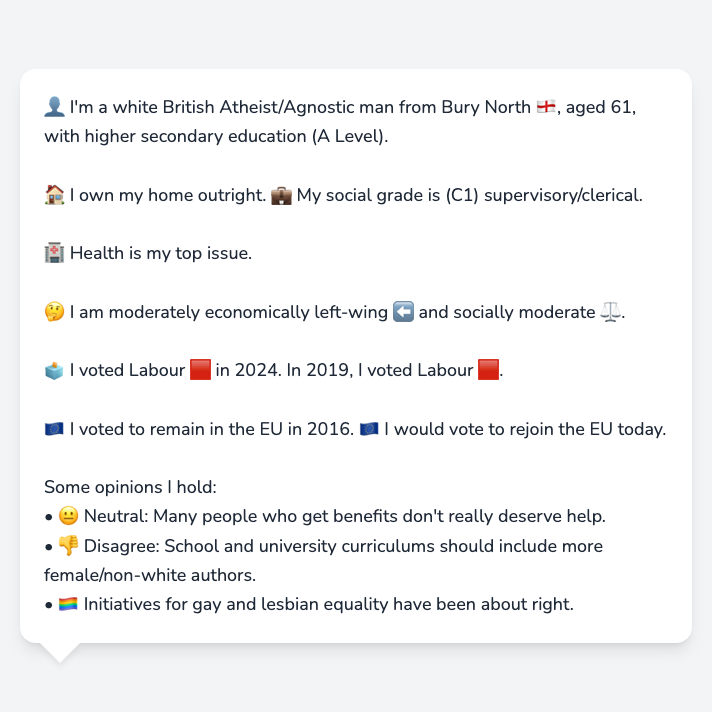 👤 I'm a white British Atheist/Agnostic man from Bury North 🏴󠁧󠁢󠁥󠁮󠁧󠁿, aged 61,
with higher secondary education (A Level).
🏠 I own my home outright. 💼 My social grade is (C1) supervisory/clerical.
🏥 Health is my top issue.
🤔 I am moderately economically left-wing ⬅️ and socially moderate ⚖️.
🗳️ I voted Labour 🟥 in 2024. In 2019, I voted Labour 🟥.
🇪🇺 I voted to remain in the EU in 2016. 🇪🇺 I would vote to rejoin the EU today.
Some opinions I hold:
• 😐 Neutral: Many people who get benefits don't really deserve help.
• 👎 Disagree: School and university curriculums should include more
female/non-white authors.
• 🏳️‍🌈 Initiatives for gay and lesbian equality have been about right.